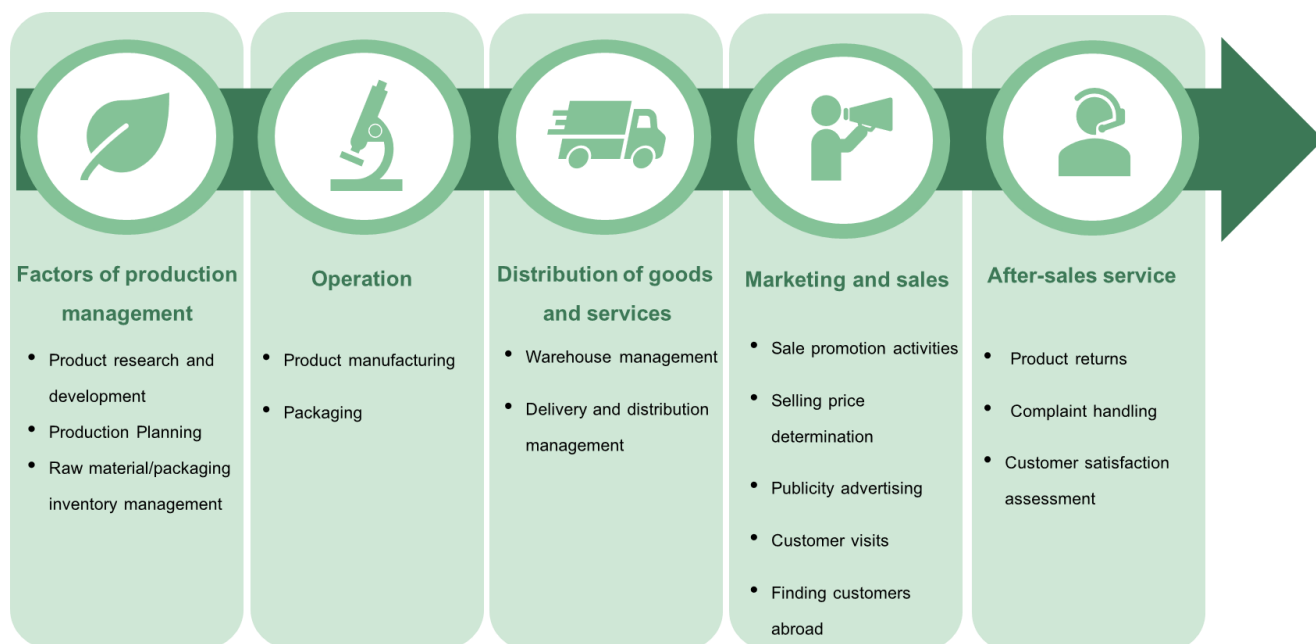 Factors of production
management
• Product research and
development
• Production Planning
• Raw material/packaging
inventory management
Operation
• Product manufacturing
• Packaging
Distribution of goods
and services
• Warehouse management
• Delivery and distribution
management
Marketing and sales
• Sale promotion activities
• Selling price
determination
• Publicity advertising
• Customer visits
• Finding customers
abroad
After-sales service
• Product returns
• Complaint handling
• Customer satisfaction
assessment